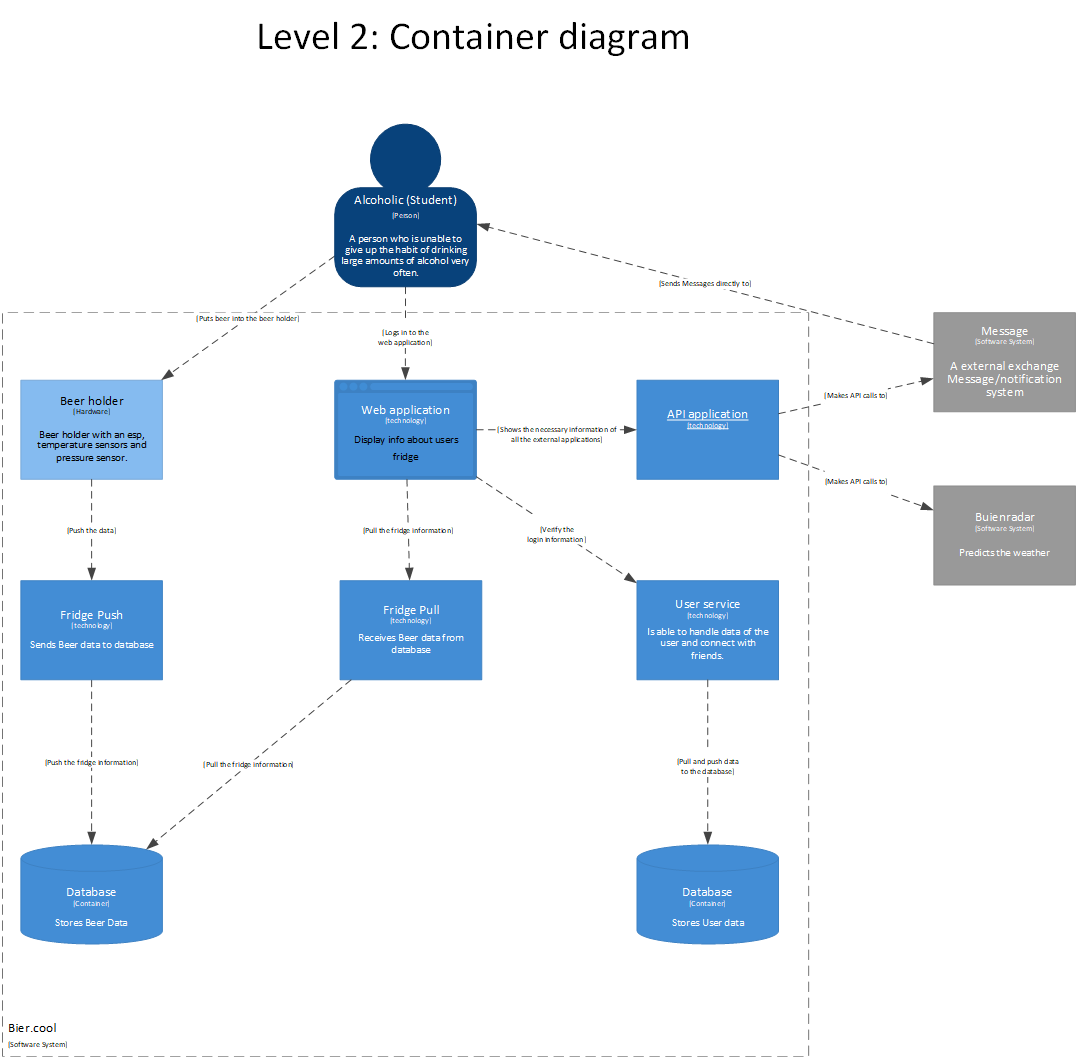 Level 2: Container diagram
Alcoholic (Student)
[Person]
A person who is unable to
give up the habit of drinking
large amounts of alcohol very
often.
[Sends Messages directly to]
[Puts beer into the beer holder]
[Logs in to the
web application]
Message
[Software System]
A external exchange
Message/notification
system
Beer holder
[Hardware]
Beer holder with an esp,
temperature sensors and
pressure sensor.
Web application
[technology]
Display info about users
fridge
[Shows the necessary information of
all the external applications]
API application
[technology]
[Makes API calls to]
[Makes API calls to]
Buienradar
[Software System]
Predicts the weather
[Push the data]
[Pull the fridge information]
[Verify the
login information]
Fridge Push
[technology]
Sends Beer data to database
Fridge Pull
[technology]
Receives Beer data from
database
User service
[technology]
Is able to handle data of the
user and connect with
friends.
[Push the fridge information]
[Pull the fridge information]
[Pull and push data
to the database]
Database
[Container]
Stores Beer Data
Database
[Container]
Stores User data
Bier.cool
[Software System]